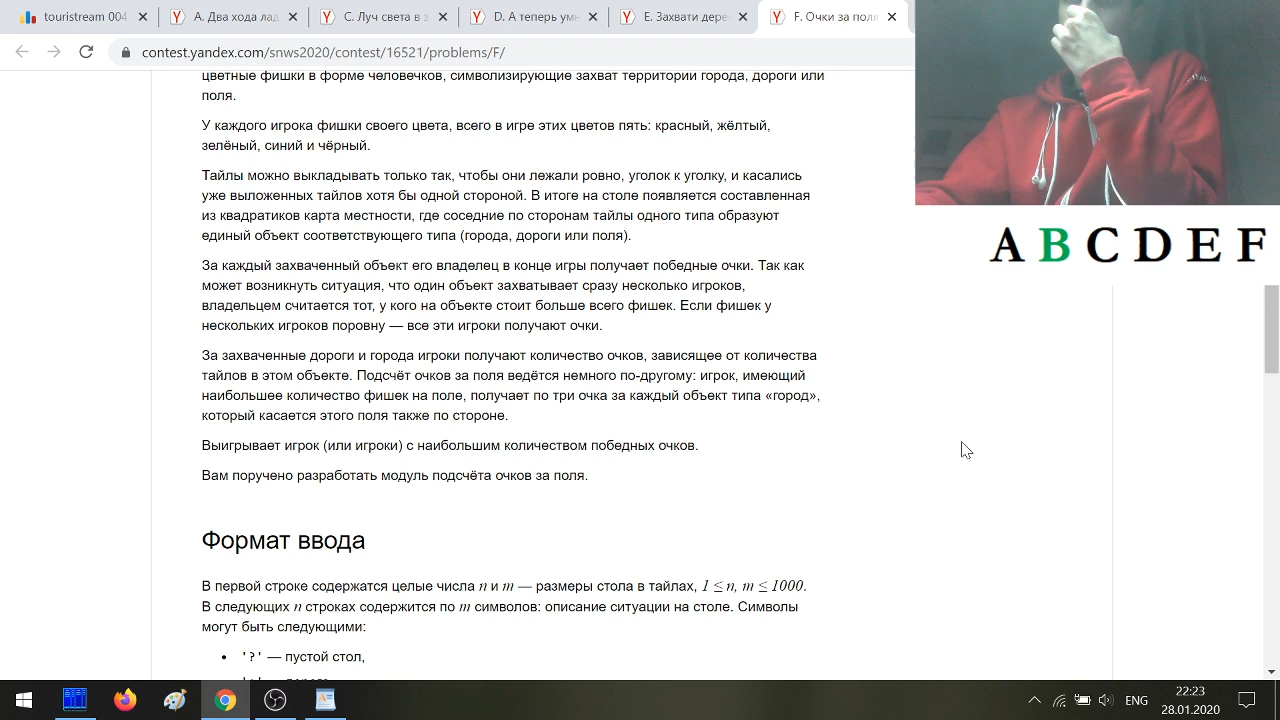 touristream 004
А. Два хода лад
С. Луч света в з
D. А теперь умн
Е. Захвати дере
F. Очки за поля
contest.yandex.com/snws2020/contest/16521/problems/F/
цветные фишки в форме человечков, символизирующие захват территории города, дороги или
поля.
У каждого игрока фишки своего цвета, всего в игре этих цветов пять: красный, жёлтый,
зелёный, синий и чёрный.
Тайлы можно выкладывать только так, чтобы они лежали ровно, уголок к уголку, и касались
уже выложенных тайлов хотя бы одной стороной. В итоге на столе появляется составленная
из квадратиков карта местности, где соседние по сторонам тайлы одного типа образуют
единый объект соответствующего типа (города, дороги или поля).
За каждый захваченный объект его владелец в конце игры получает победные очки. Так как
может возникнуть ситуация, что один объект захватывает сразу несколько игроков,
владельцем считается тот, у кого на объекте стоит больше всего фишек. Если фишек у
нескольких игроков поровну — все эти игроки получают очки.
За захваченные дороги и города игроки получают количество очков, зависящее от количества
тайлов в этом объекте. Подсчёт очков за поля ведётся немного по-другому: игрок, имеющий
наибольшее количество фишек на поле, получает по три очка за каждый объект типа «город»,
который касается этого поля также по стороне.
Выигрывает игрок (или игроки) с наибольшим количеством победных очков.
Вам поручено разработать модуль подсчёта очков за поля.
Формат ввода
В первой строке содержатся целые числа n и m — размеры стола в тайлах, 1 ≤ n, m ≤ 1000.
В следующих n строках содержится по m символов: описание ситуации на столе. Символы
могут быть следующими:
• '?' — пустой стол,
A B C D E F
ENG
22:23
28.01.2020